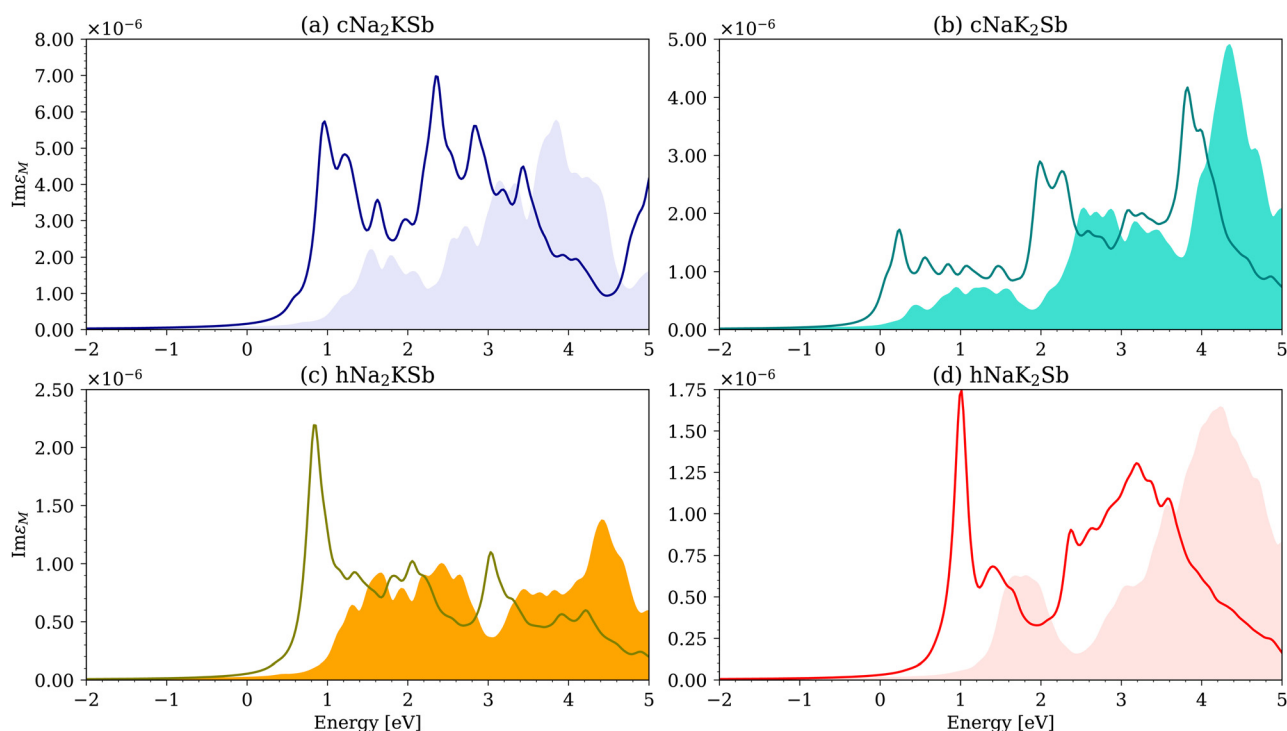 (a) cNa₂KSb
×10⁻⁶
8.00
7.00
6.00
5.00
4.00
3.00
2.00
1.00
0.00
Imε_M
−2 −1 0 1 2 3 4 5
(b) cNaK₂Sb
×10⁻⁶
5.00
4.00
3.00
2.00
1.00
0.00
−2 −1 0 1 2 3 4 5
(c) hNa₂KSb
×10⁻⁶
2.50
2.00
1.50
1.00
0.50
0.00
Imε_M
−2 −1 0 1 2 3 4 5
Energy [eV]
(d) hNaK₂Sb
×10⁻⁶
1.75
1.50
1.25
1.00
0.75
0.50
0.25
0.00
−2 −1 0 1 2 3 4 5
Energy [eV]